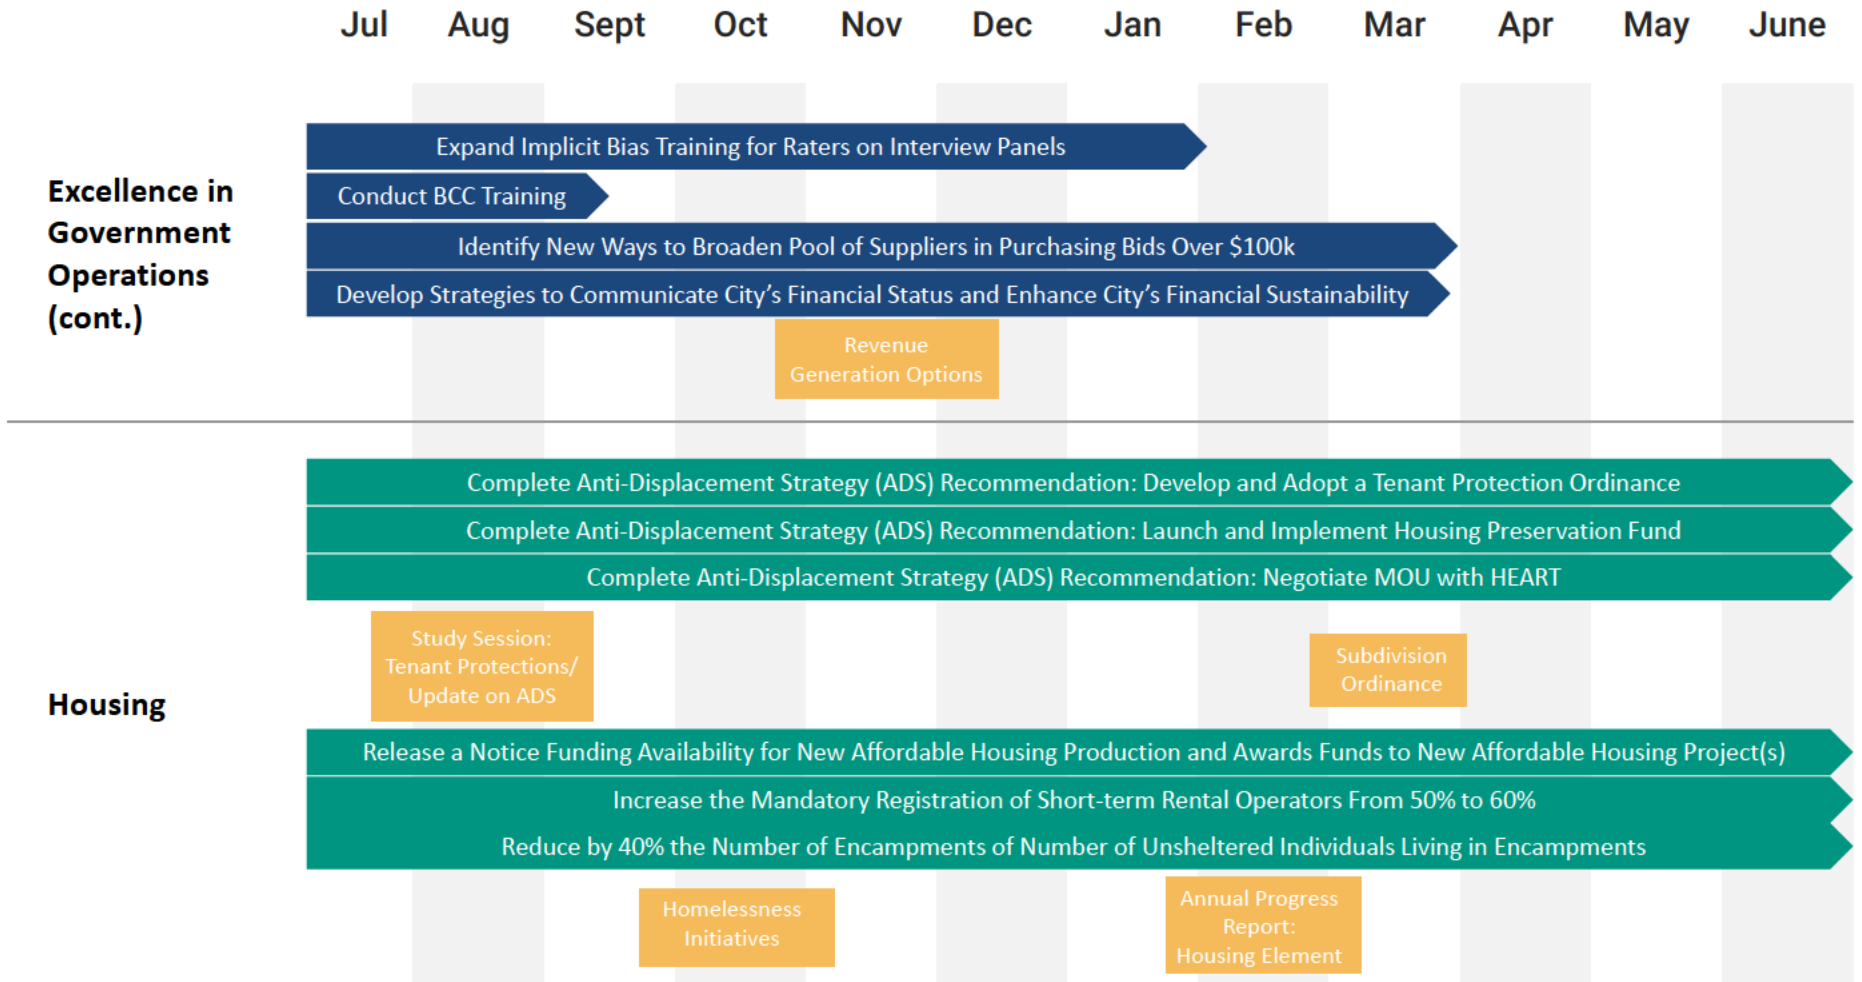 Jul Aug Sept Oct Nov Dec Jan Feb Mar Apr May June
Excellence in
Government
Operations
(cont.)
Expand Implicit Bias Training for Raters on Interview Panels
Conduct BCC Training
Identify New Ways to Broaden Pool of Suppliers in Purchasing Bids Over $100k
Develop Strategies to Communicate City’s Financial Status and Enhance City’s Financial Sustainability
Revenue
Generation Options
Housing
Complete Anti-Displacement Strategy (ADS) Recommendation: Develop and Adopt a Tenant Protection Ordinance
Complete Anti-Displacement Strategy (ADS) Recommendation: Launch and Implement Housing Preservation Fund
Complete Anti-Displacement Strategy (ADS) Recommendation: Negotiate MOU with HEART
Study Session:
Tenant Protections/
Update on ADS
Subdivision
Ordinance
Release a Notice Funding Availability for New Affordable Housing Production and Awards Funds to New Affordable Housing Project(s)
Increase the Mandatory Registration of Short-term Rental Operators From 50% to 60%
Reduce by 40% the Number of Encampments of Number of Unsheltered Individuals Living in Encampments
Homelessness
Initiatives
Annual Progress
Report:
Housing Element